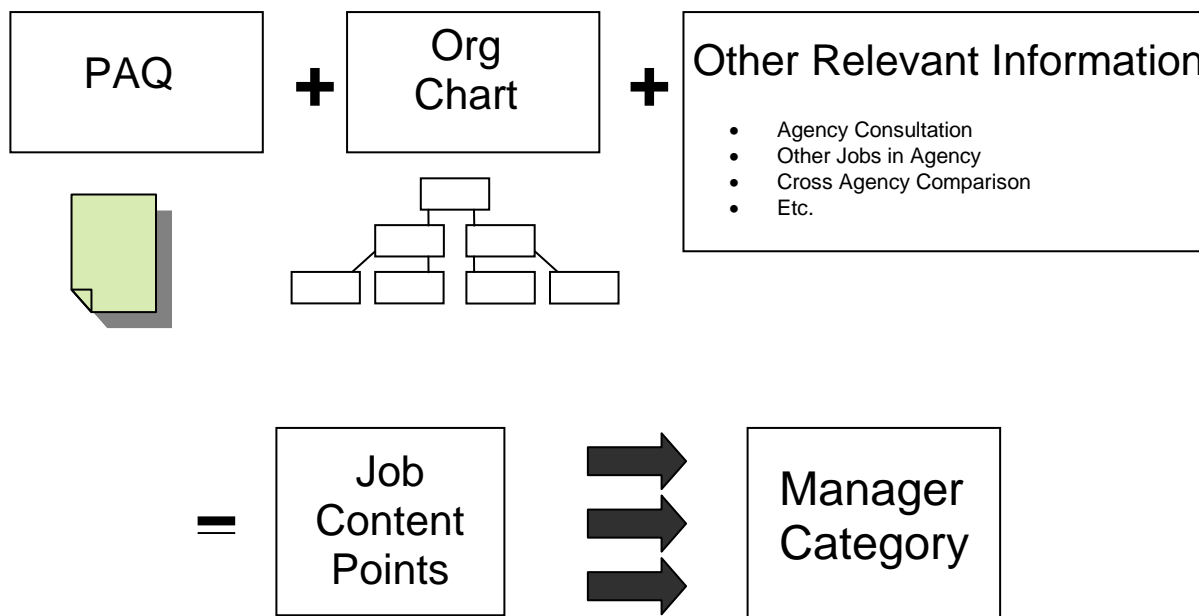 PAQ
+
Org
Chart
+
Other Relevant Information
• Agency Consultation
• Other Jobs in Agency
• Cross Agency Comparison
• Etc.
=
Job
Content
Points
Manager
Category